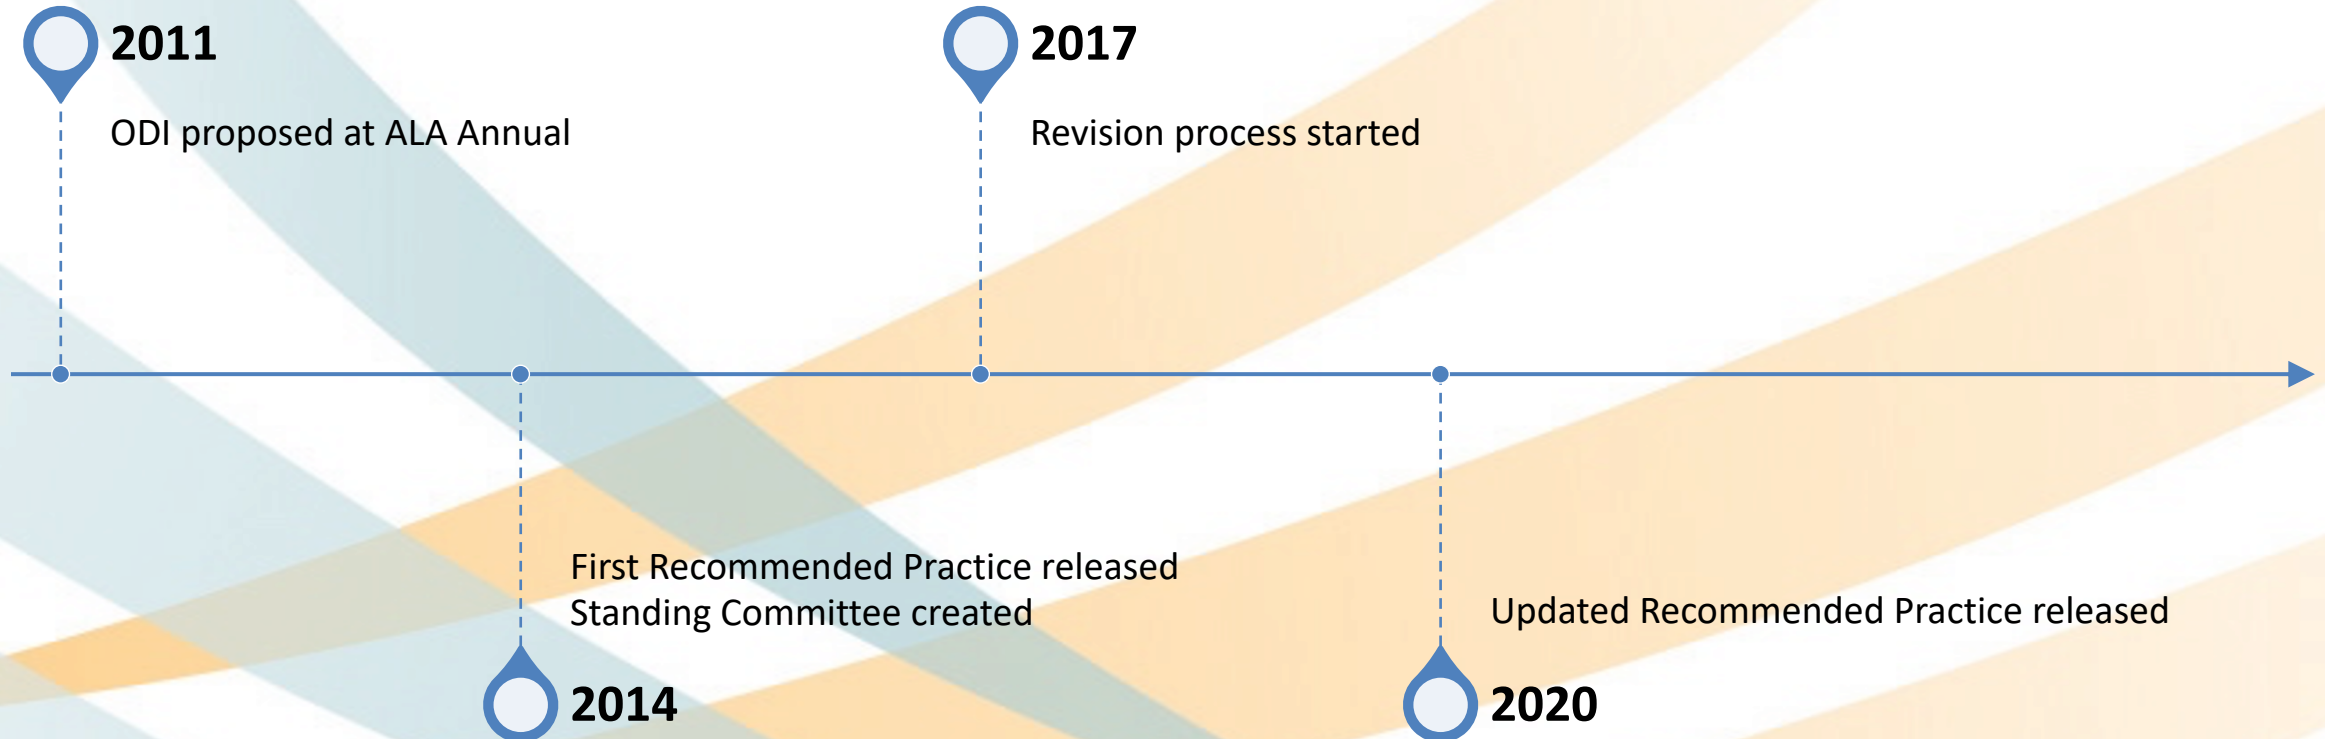 2011
ODI proposed at ALA Annual
2014
First Recommended Practice released
Standing Committee created
2017
Revision process started
2020
Updated Recommended Practice released